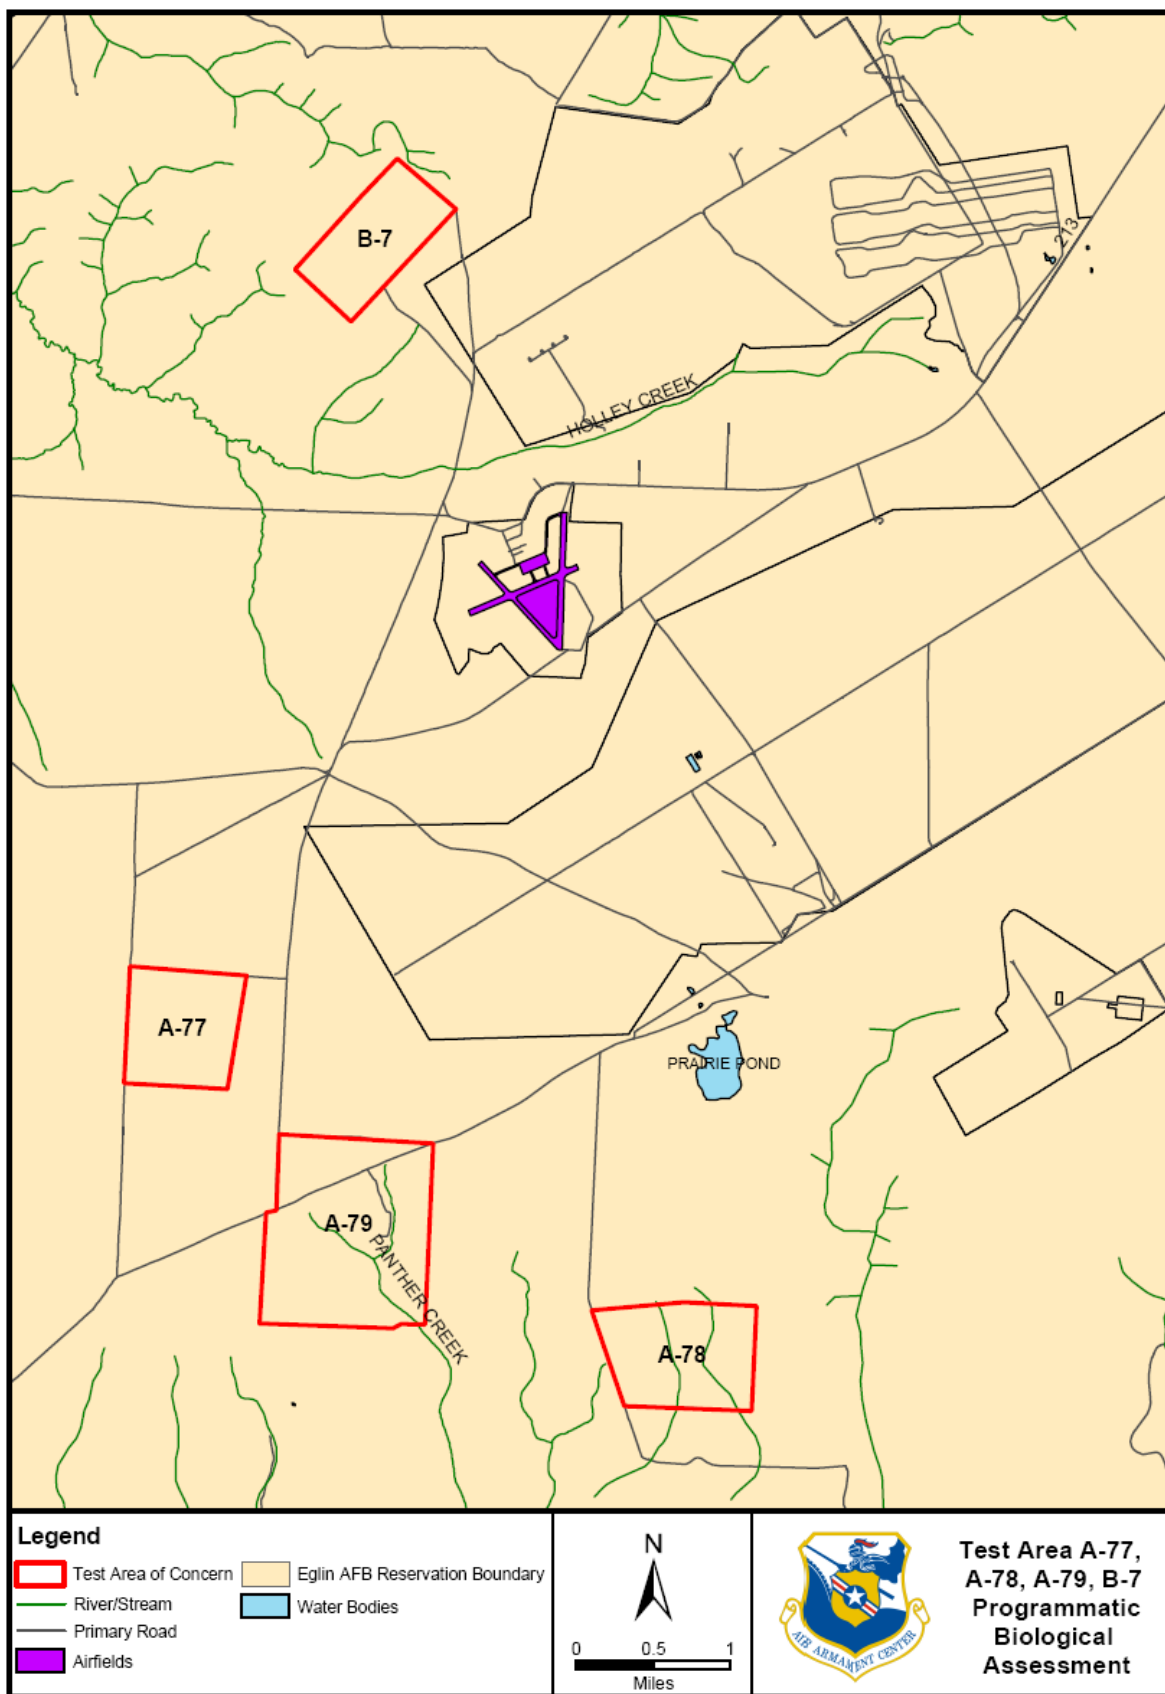 B-7
213
HOLLEY CREEK
PRAIRIE POND
A-77
A-79
PANTHER CREEK
A-78
Legend
Test Area of Concern
River/Stream
Primary Road
Airfields
Eglin AFB Reservation Boundary
Water Bodies
N
0 0.5 1
Miles
AIR ARMAMENT CENTER
Test Area A-77,
A-78, A-79, B-7
Programmatic
Biological
Assessment